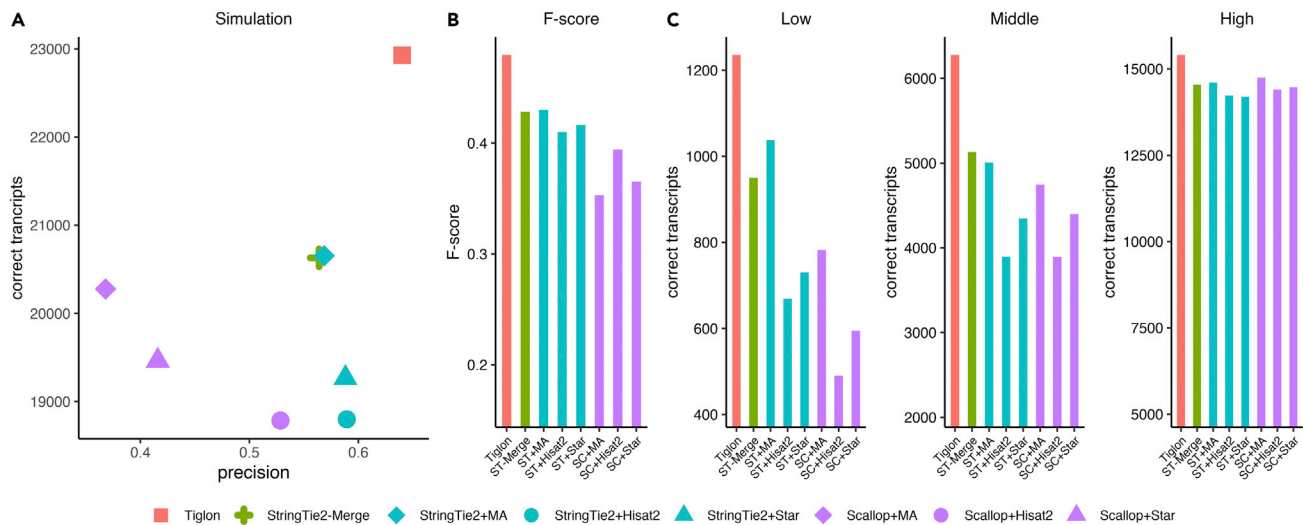 A
Simulation
correct trancripts
23000
22000
21000
20000
19000
0.4
0.5
0.6
precision
B
F-score
F-score
0.4
0.3
0.2
Tiglon
ST-Merge
ST+MA
ST+Hisat2
ST+Star
SC+MA
SC+Hisat2
SC+Star
C
Low
correct transcripts
1200
1000
800
600
400
Tiglon
ST-Merge
ST+MA
ST+Hisat2
ST+Star
SC+MA
SC+Hisat2
SC+Star
Middle
correct transcripts
6000
5000
4000
3000
2000
Tiglon
ST-Merge
ST+MA
ST+Hisat2
ST+Star
SC+MA
SC+Hisat2
SC+Star
High
correct transcripts
15000
12500
10000
7500
5000
Tiglon
ST-Merge
ST+MA
ST+Hisat2
ST+Star
SC+MA
SC+Hisat2
SC+Star
Tiglon StringTie2-Merge StringTie2+MA StringTie2+Hisat2 StringTie2+Star Scallop+MA Scallop+Hisat2 Scallop+Star